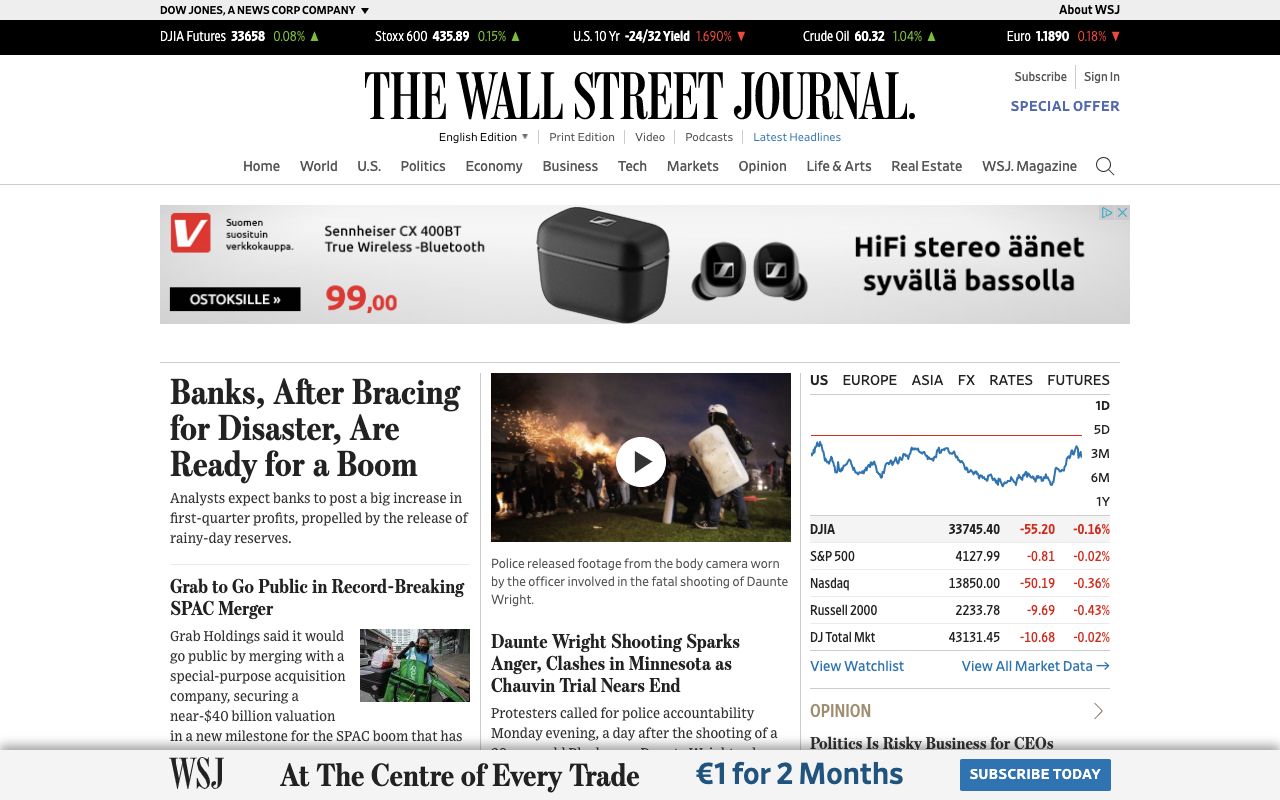 DOW JONES, A NEWS CORP COMPANY
About WSJ
DJIA Futures 33658 0.08%
Stoxx 600 435.89 0.15%
U.S. 10 Yr -24/32 Yield 1.690%
Crude Oil 60.32 1.04%
Euro 1.1890 0.18%
THE WALL STREET JOURNAL.
Subscribe
Sign In
SPECIAL OFFER
English Edition
Print Edition
Video
Podcasts
Latest Headlines
Home
World
U.S.
Politics
Economy
Business
Tech
Markets
Opinion
Life & Arts
Real Estate
WSJ. Magazine
V
Suomen
suosituin
verkkokauppa.
OSTOKSILLE »
Sennheiser CX 400BT
True Wireless -Bluetooth
99,00
HiFi stereo äänet
syvällä bassolla
Banks, After Bracing
for Disaster, Are
Ready for a Boom
Analysts expect banks to post a big increase in
first-quarter profits, propelled by the release of
rainy-day reserves.
Grab to Go Public in Record-Breaking
SPAC Merger
Grab Holdings said it would
go public by merging with a
special-purpose acquisition
company, securing a
near-$40 billion valuation
in a new milestone for the SPAC boom that has
Police released footage from the body camera worn
by the officer involved in the fatal shooting of Daunte
Wright.
Daunte Wright Shooting Sparks
Anger, Clashes in Minnesota as
Chauvin Trial Nears End
Protesters called for police accountability
Monday evening, a day after the shooting of a
US EUROPE ASIA FX RATES FUTURES
1D
5D
3M
6M
1Y
DJIA 33745.40 -55.20 -0.16%
S&P 500 4127.99 -0.81 -0.02%
Nasdaq 13850.00 -50.19 -0.36%
Russell 2000 2233.78 -9.69 -0.43%
DJ Total Mkt 43131.45 -10.68 -0.02%
View Watchlist
View All Market Data →
OPINION
Politics Is Risky Business for CEOs
WSJ
At The Centre of Every Trade
€1 for 2 Months
SUBSCRIBE TODAY